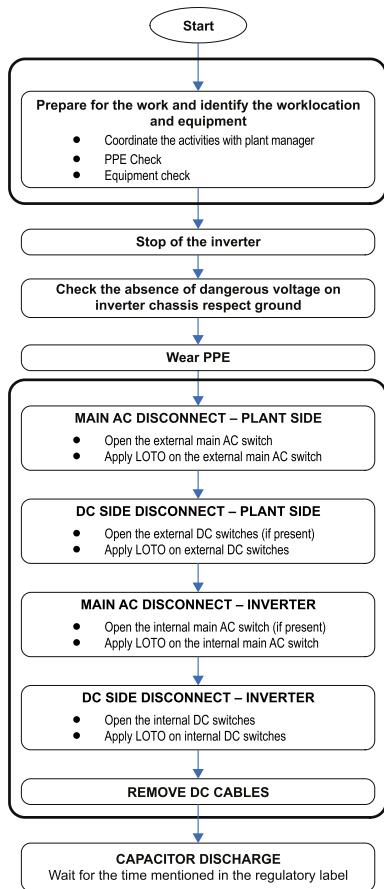 Start
Prepare for the work and identify the worklocation
and equipment
● Coordinate the activities with plant manager
● PPE Check
● Equipment check
Stop of the inverter
Check the absence of dangerous voltage on
inverter chassis respect ground
Wear PPE
MAIN AC DISCONNECT – PLANT SIDE
● Open the external main AC switch
● Apply LOTO on the external main AC switch
DC SIDE DISCONNECT – PLANT SIDE
● Open the external DC switches (if present)
● Apply LOTO on external DC switches
MAIN AC DISCONNECT – INVERTER
● Open the internal main AC switch (if present)
● Apply LOTO on the internal main AC switch
DC SIDE DISCONNECT – INVERTER
● Open the internal DC switches
● Apply LOTO on internal DC switches
REMOVE DC CABLES
CAPACITOR DISCHARGE
Wait for the time mentioned in the regulatory label